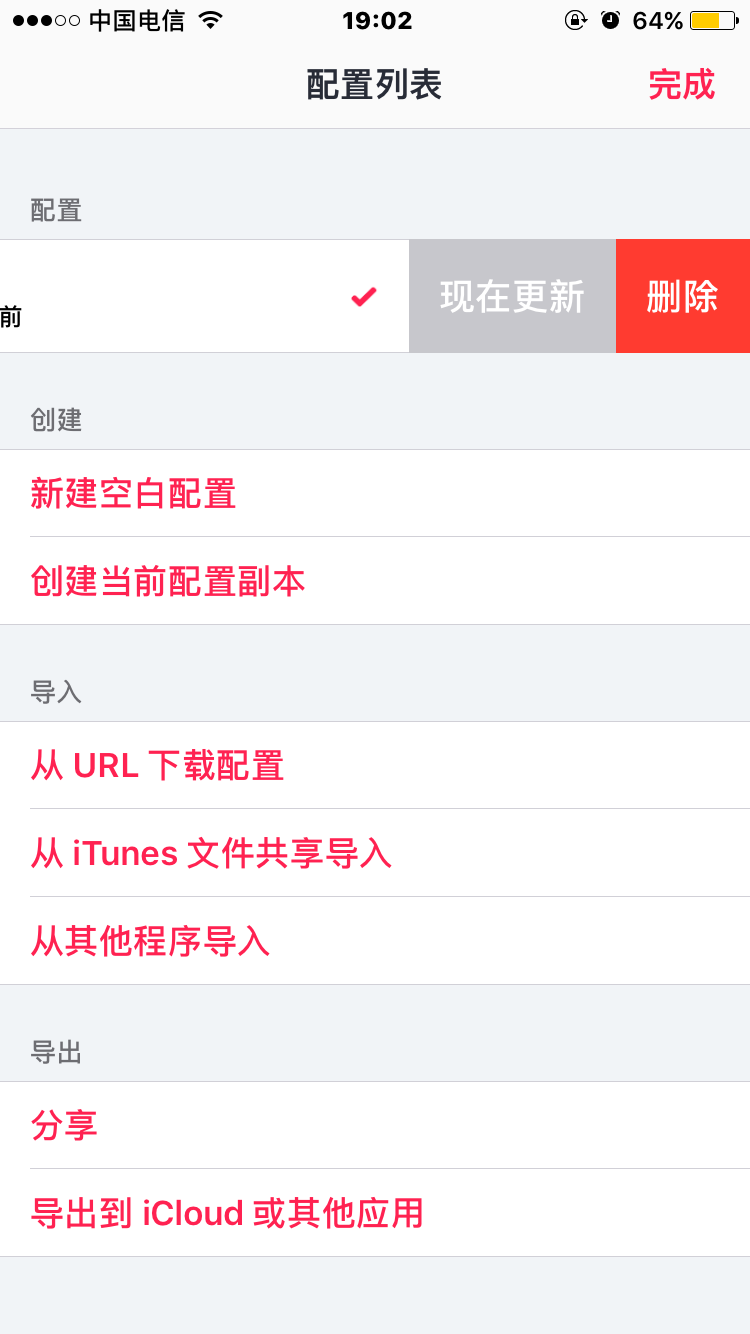 中国电信 19:02 64%
配置列表 完成
配置
前 现在更新 删除
创建
新建空白配置
创建当前配置副本
导入
从 URL 下载配置
从 iTunes 文件共享导入
从其他程序导入
导出
分享
导出到 iCloud 或其他应用